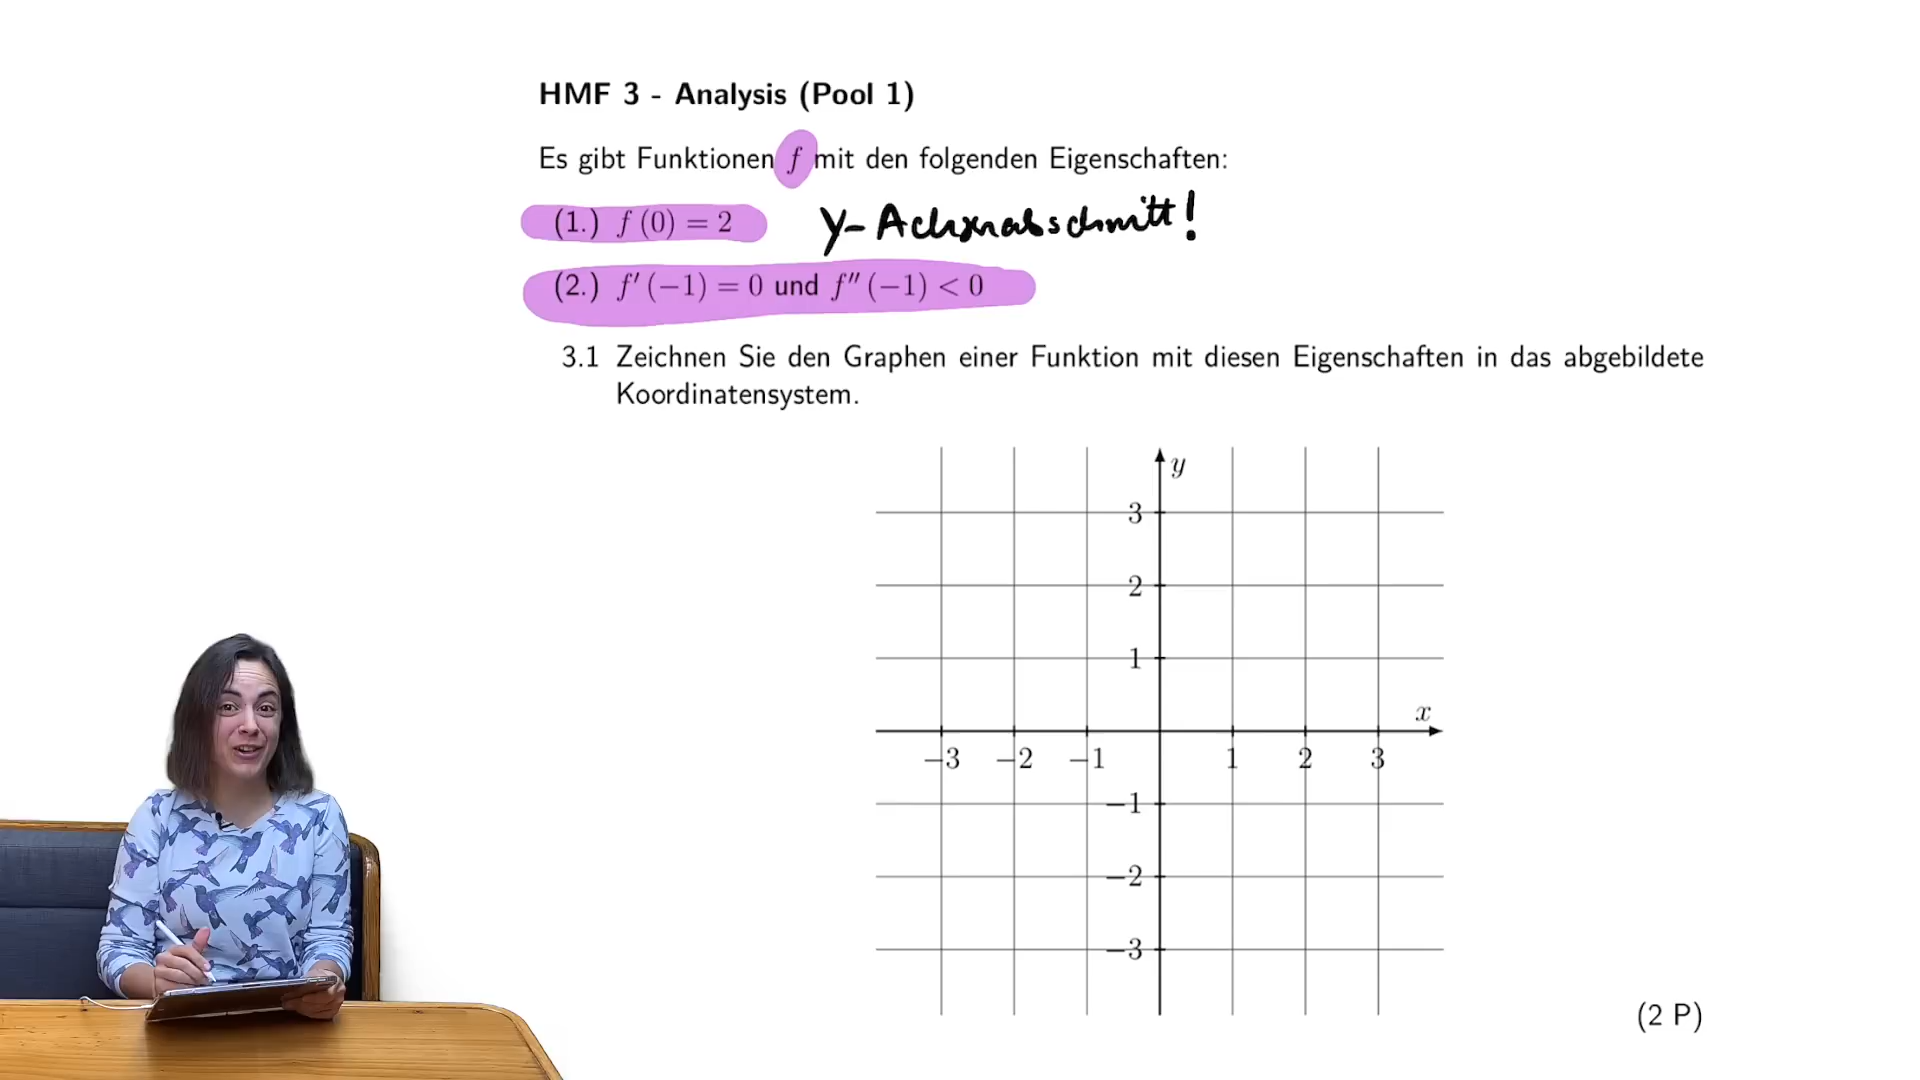 HMF 3 - Analysis (Pool 1)
Es gibt Funktionen f mit den folgenden Eigenschaften:
(1.) f (0) = 2 y-Achsenabschnitt!
(2.) f′ (−1) = 0 und f″ (−1) < 0
3.1 Zeichnen Sie den Graphen einer Funktion mit diesen Eigenschaften in das abgebildete
Koordinatensystem.
y
3
2
1
x
−3 −2 −1 1 2 3
−1
−2
−3
(2 P)